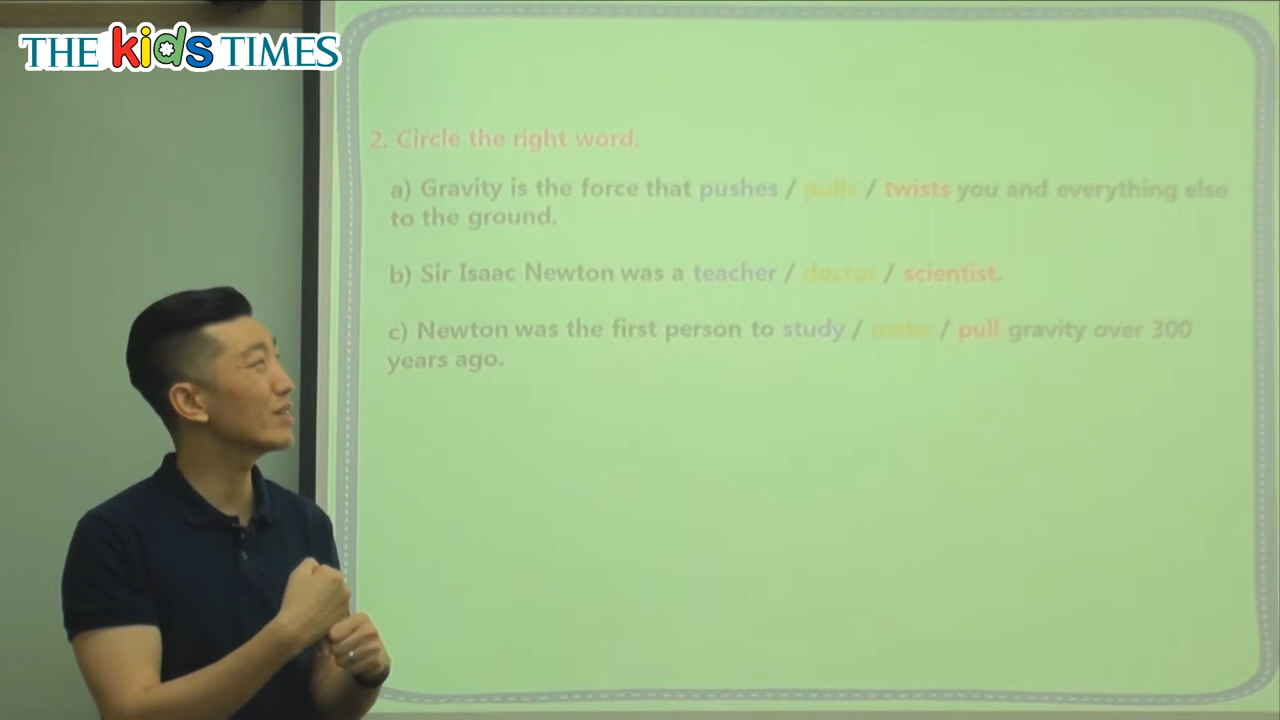 THE kids TIMES
2. Circle the right word.
a) Gravity is the force that pushes / pulls / twists you and everything else
to the ground.
b) Sir Isaac Newton was a teacher / doctor / scientist.
c) Newton was the first person to study / make / pull gravity over 300
years ago.